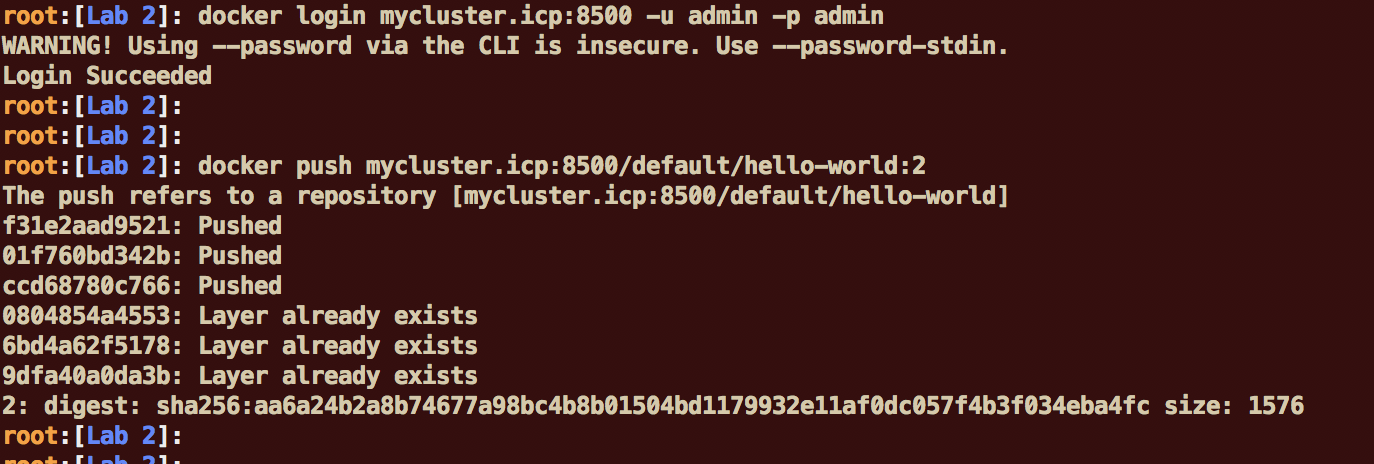 root:[Lab 2]: docker login mycluster.icp:8500 -u admin -p admin
WARNING! Using --password via the CLI is insecure. Use --password-stdin.
Login Succeeded
root:[Lab 2]:
root:[Lab 2]:
root:[Lab 2]: docker push mycluster.icp:8500/default/hello-world:2
The push refers to a repository [mycluster.icp:8500/default/hello-world]
f31e2aad9521: Pushed
01f760bd342b: Pushed
ccd68780c766: Pushed
0804854a4553: Layer already exists
6bd4a62f5178: Layer already exists
9dfa40a0da3b: Layer already exists
2: digest: sha256:aa6a24b2a8b74677a98bc4b8b01504bd1179932e11af0dc057f4b3f034eba4fc size: 1576
root:[Lab 2]:
root:[Lab 2]: